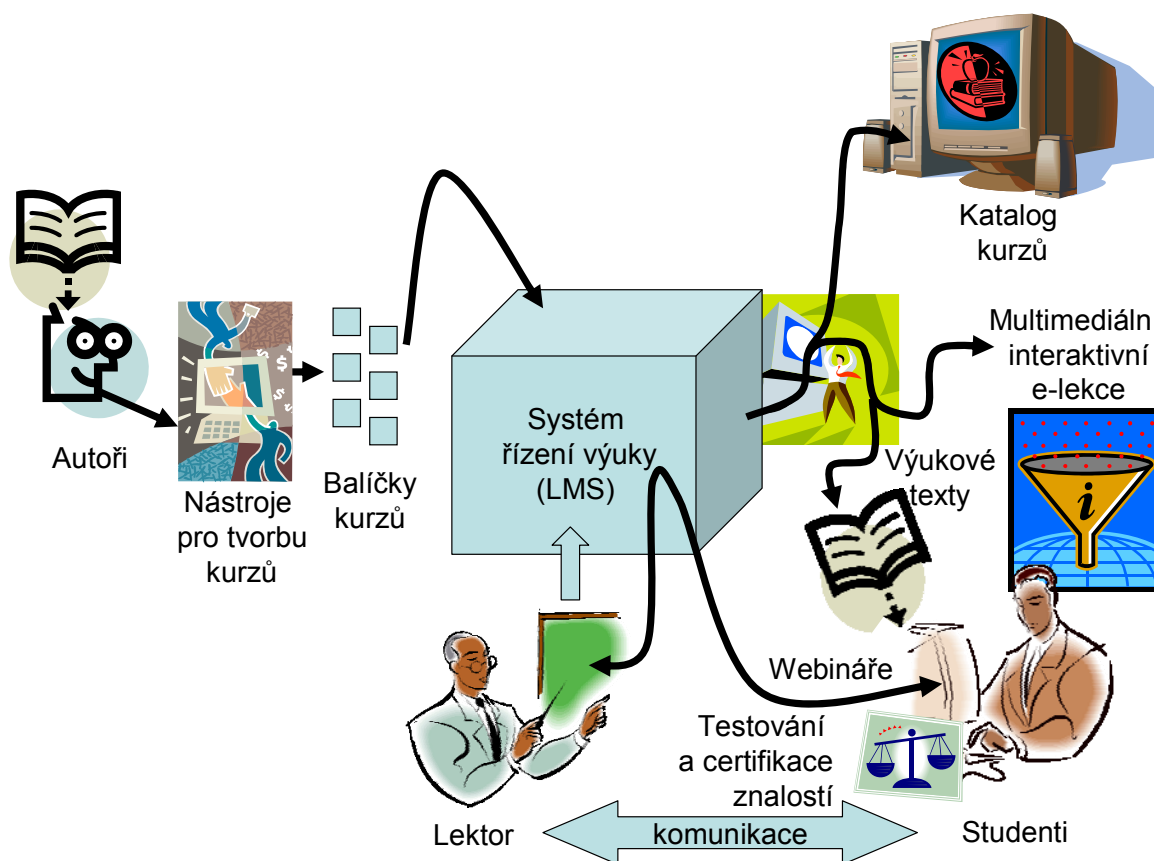 Katalog
kurzů
Multimediáln
interaktivní
e-lekce
Autoři
Nástroje
pro tvorbu
kurzů
Balíčky
kurzů
Systém
řízení výuky
(LMS)
Výukové
texty
i
Webináře
Testování
a certifikace
znalostí
Lektor
komunikace
Studenti